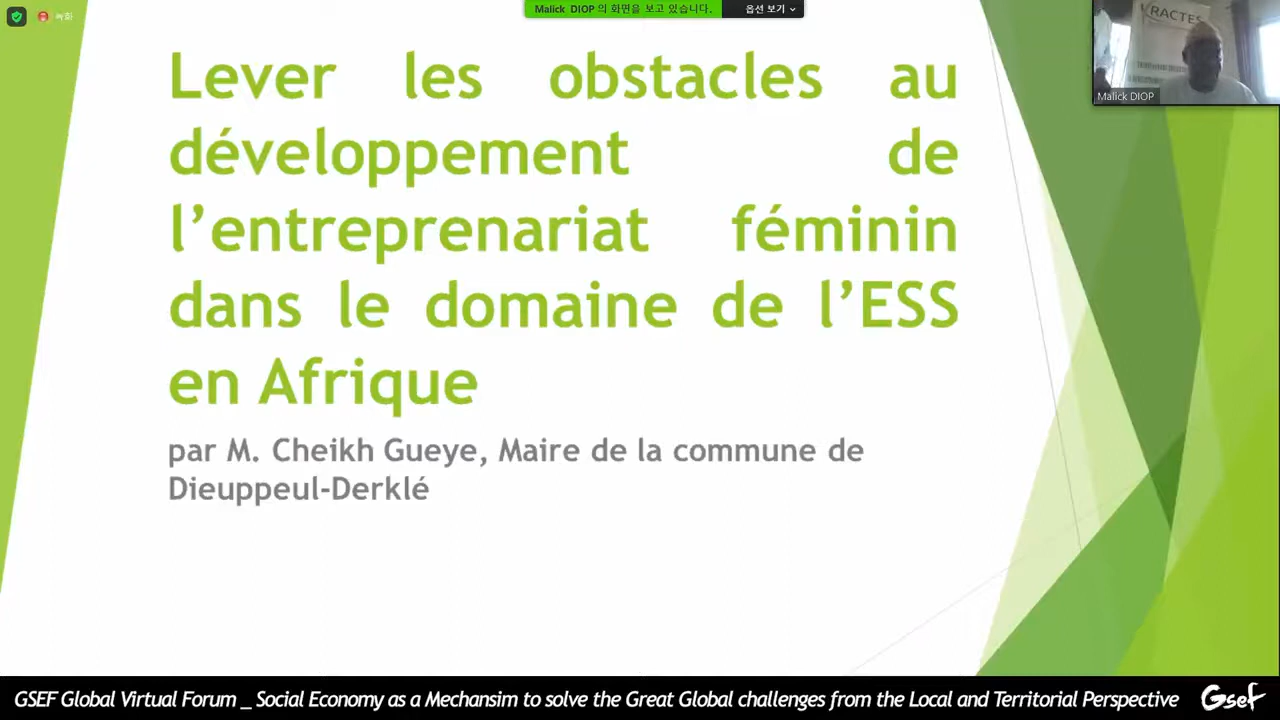 녹화
Malick DIOP 의 화면을 보고 있습니다.
옵션 보기
RACTES
Malick DIOP
Lever les obstacles au
développement de
l’entreprenariat féminin
dans le domaine de l’ESS
en Afrique
par M. Cheikh Gueye, Maire de la commune de
Dieuppeul-Derklé
GSEF Global Virtual Forum _ Social Economy as a Mechansim to solve the Great Global challenges from the Local and Territorial Perspective
Gsef